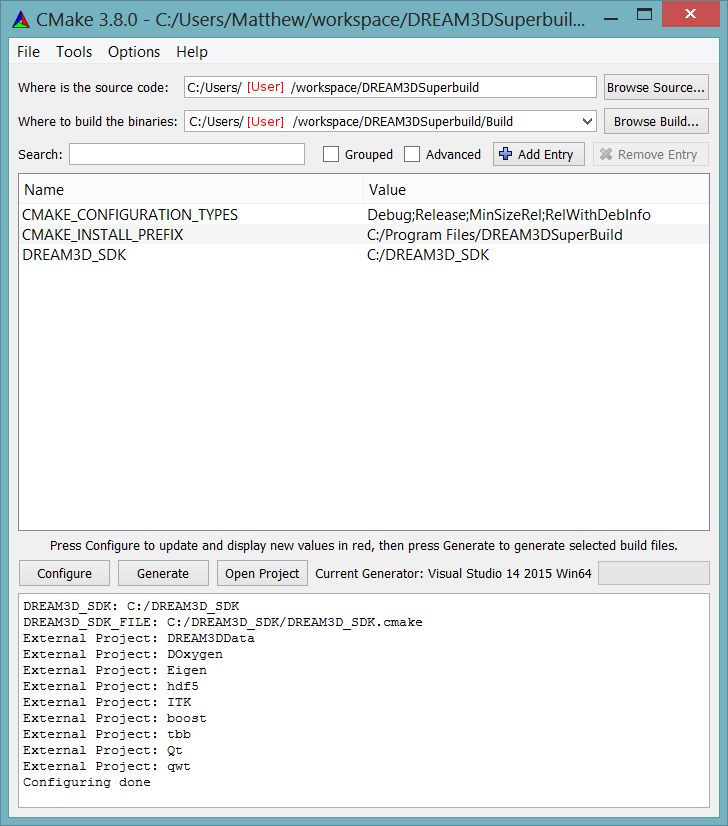 CMake 3.8.0 - C:/Users/Matthew/workspace/DREAM3DSuperbuil...
File Tools Options Help
Where is the source code: C:/Users/ [User] /workspace/DREAM3DSuperbuild Browse Source...
Where to build the binaries: C:/Users/ [User] /workspace/DREAM3DSuperbuild/Build Browse Build...
Search: Grouped Advanced Add Entry Remove Entry
Name Value
CMAKE_CONFIGURATION_TYPES Debug;Release;MinSizeRel;RelWithDebInfo
CMAKE_INSTALL_PREFIX C:/Program Files/DREAM3DSuperBuild
DREAM3D_SDK C:/DREAM3D_SDK
Press Configure to update and display new values in red, then press Generate to generate selected build files.
Configure Generate Open Project Current Generator: Visual Studio 14 2015 Win64
DREAM3D_SDK: C:/DREAM3D_SDK
DREAM3D_SDK_FILE: C:/DREAM3D_SDK/DREAM3D_SDK.cmake
External Project: DREAM3DData
External Project: DOxygen
External Project: Eigen
External Project: hdf5
External Project: ITK
External Project: boost
External Project: tbb
External Project: Qt
External Project: qwt
Configuring done